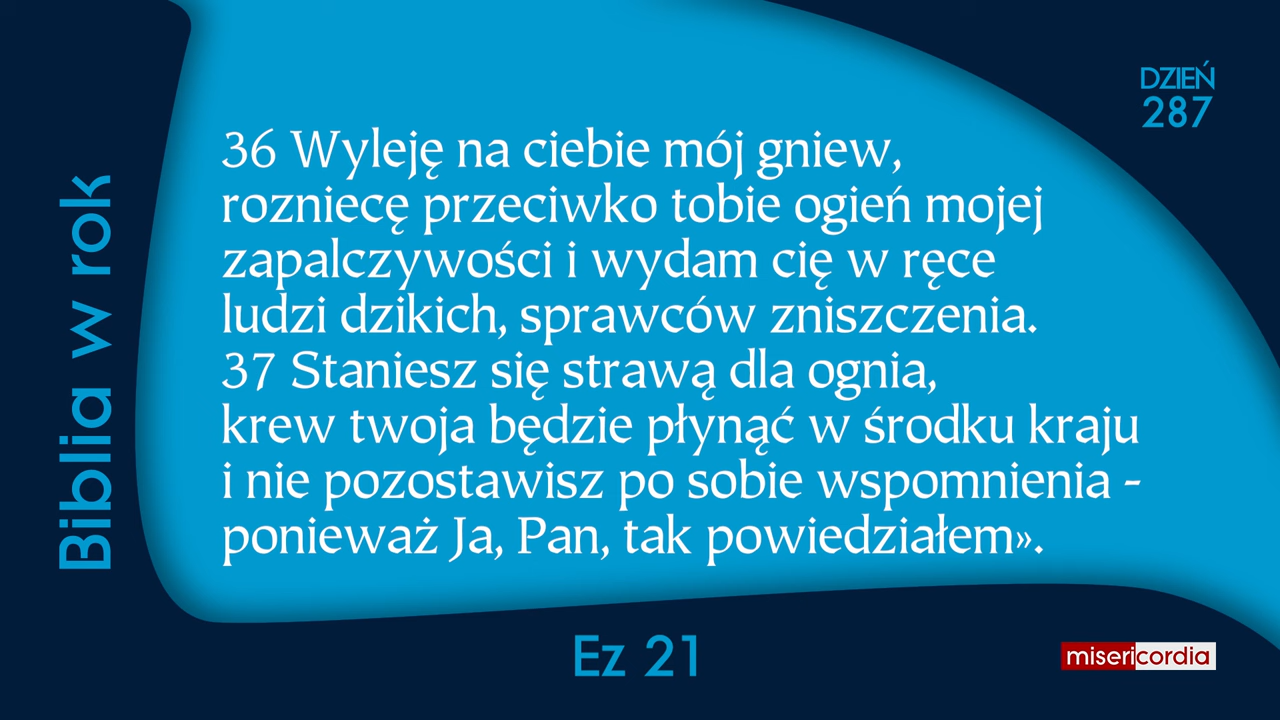 DZIEŃ
287
Biblia w rok
36 Wyleję na ciebie mój gniew,
rozniecę przeciwko tobie ogień mojej
zapalczywości i wydam cię w ręce
ludzi dzikich, sprawców zniszczenia.
37 Staniesz się strawą dla ognia,
krew twoja będzie płynąć w środku kraju
i nie pozostawisz po sobie wspomnienia -
ponieważ Ja, Pan, tak powiedziałem».
Ez 21
misericordia